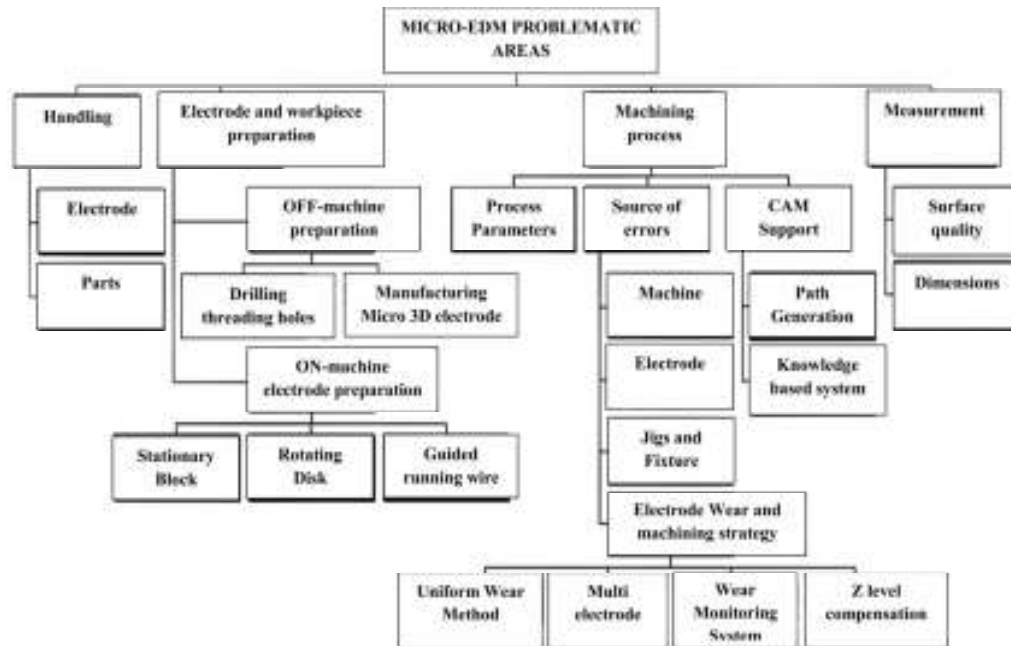 MICRO-EDM PROBLEMATIC
AREAS
Handling
Electrode and workpiece
preparation
Machining
process
Measurement
Electrode
Parts
OFF-machine
preparation
Drilling
threading holes
Manufacturing
Micro 3D electrode
ON-machine
electrode preparation
Stationary
Block
Rotating
Disk
Guided
running wire
Process
Parameters
Source of
errors
CAM
Support
Machine
Electrode
Jigs and
Fixture
Electrode Wear and
machining strategy
Path
Generation
Knowledge
based system
Uniform Wear
Method
Multi
electrode
Wear
Monitoring
System
Z level
compensation
Surface
quality
Dimensions